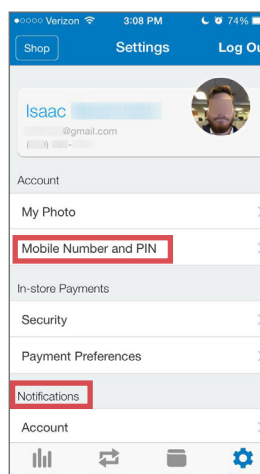 Verizon 3:08 PM 74%
Shop Settings Log Ou
Isaac
@gmail.com
Account
My Photo
Mobile Number and PIN
In-store Payments
Security
Payment Preferences
Notifications
Account